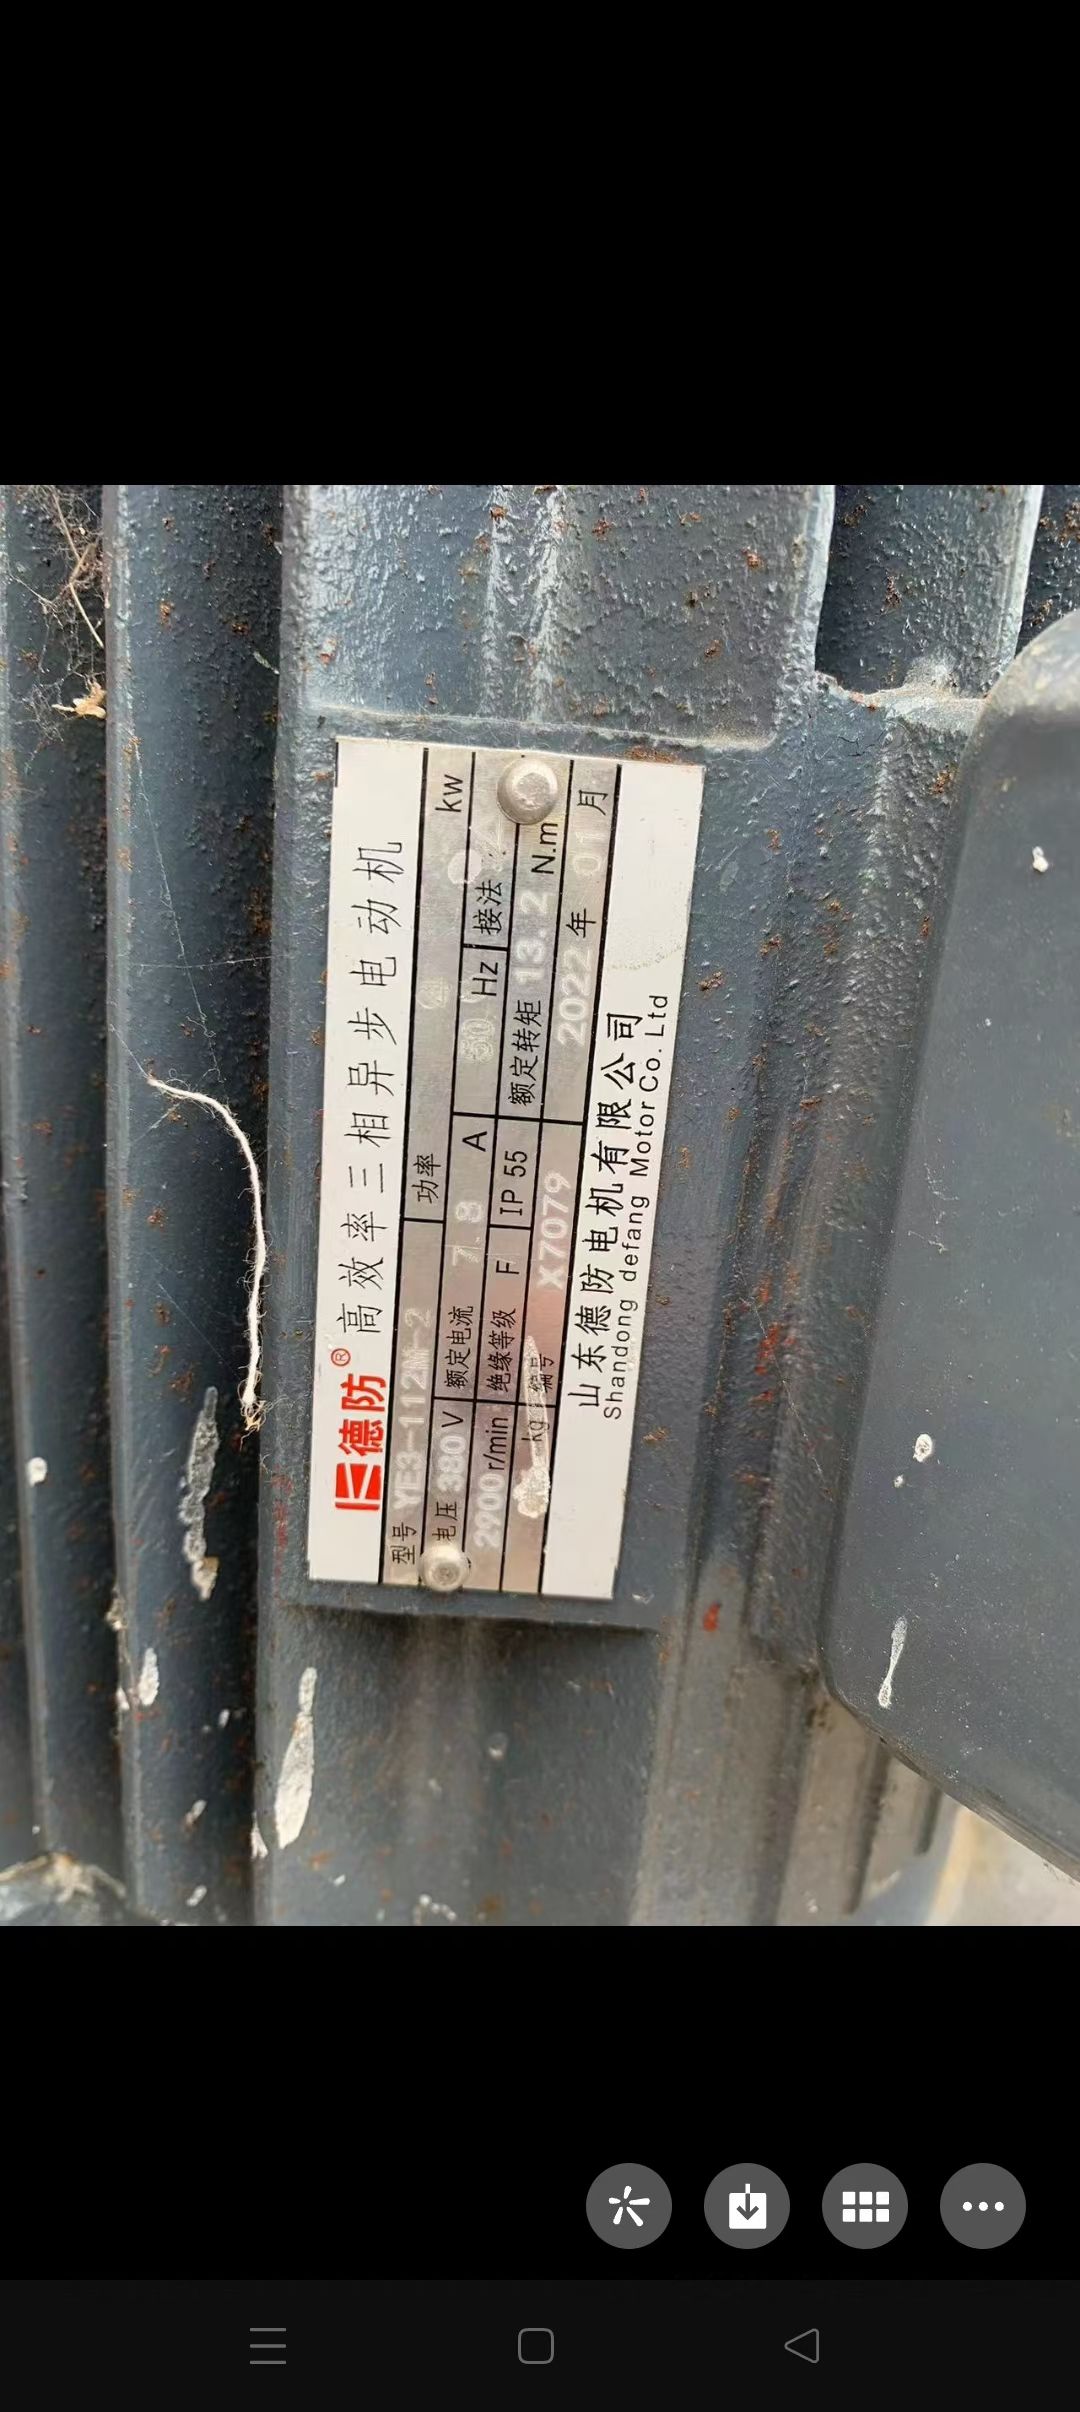 德防® 高效率三相异步电动机
型号 YE3-112M-2 功率 4 kw
电压 380 V 额定电流 7.8 A 50 Hz 接法
2900 r/min 绝缘等级 F IP 55 额定转矩 13.2 N.m
kg 编号 X7079 2022 年 01 月
山东德防电机有限公司
Shandong defang Motor Co. Ltd